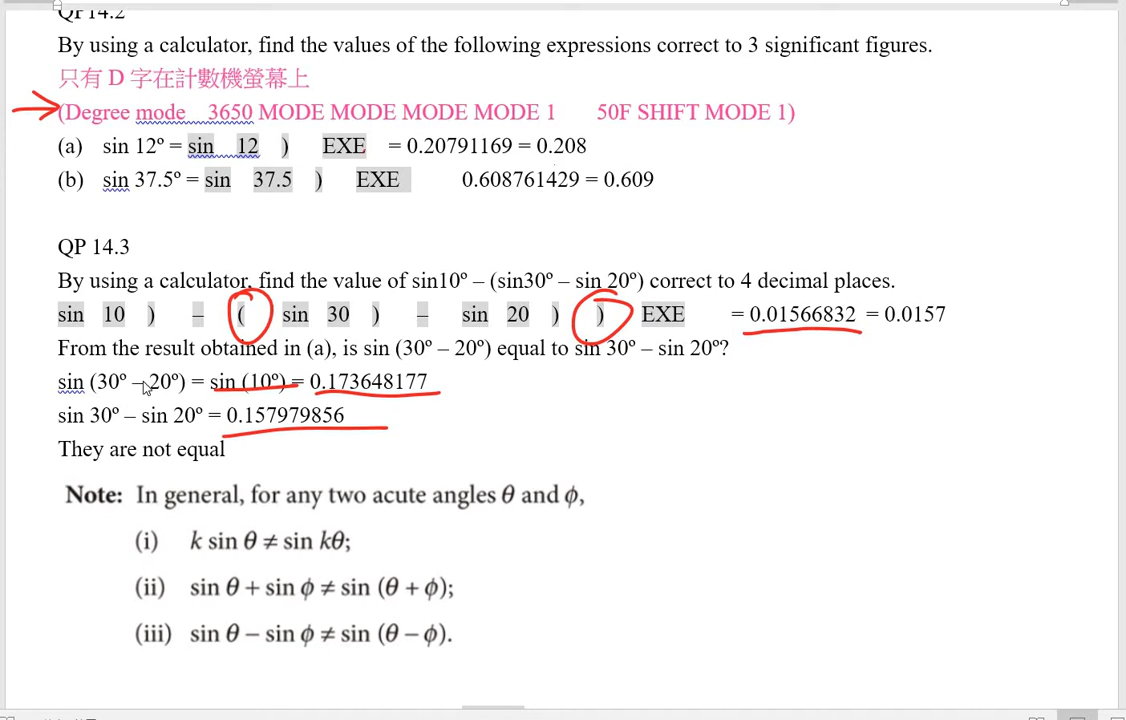 QP 14.2
By using a calculator, find the values of the following expressions correct to 3 significant figures.
只有 D 字在計數機螢幕上
(Degree mode 3650 MODE MODE MODE MODE 1 50F SHIFT MODE 1)
(a) sin 12º = sin 12 ) EXE = 0.20791169 = 0.208
(b) sin 37.5º = sin 37.5 ) EXE 0.608761429 = 0.609
QP 14.3
By using a calculator, find the value of sin10º – (sin30º – sin 20º) correct to 4 decimal places.
sin 10 ) – ( sin 30 ) – sin 20 ) ) EXE = 0.01566832 = 0.0157
From the result obtained in (a), is sin (30º – 20º) equal to sin 30º – sin 20º?
sin (30º – 20º) = sin (10º) = 0.173648177
sin 30º – sin 20º = 0.157979856
They are not equal
Note: In general, for any two acute angles θ and ϕ,
(i) k sin θ ≠ sin kθ;
(ii) sin θ + sin ϕ ≠ sin (θ + ϕ);
(iii) sin θ – sin ϕ ≠ sin (θ – ϕ).